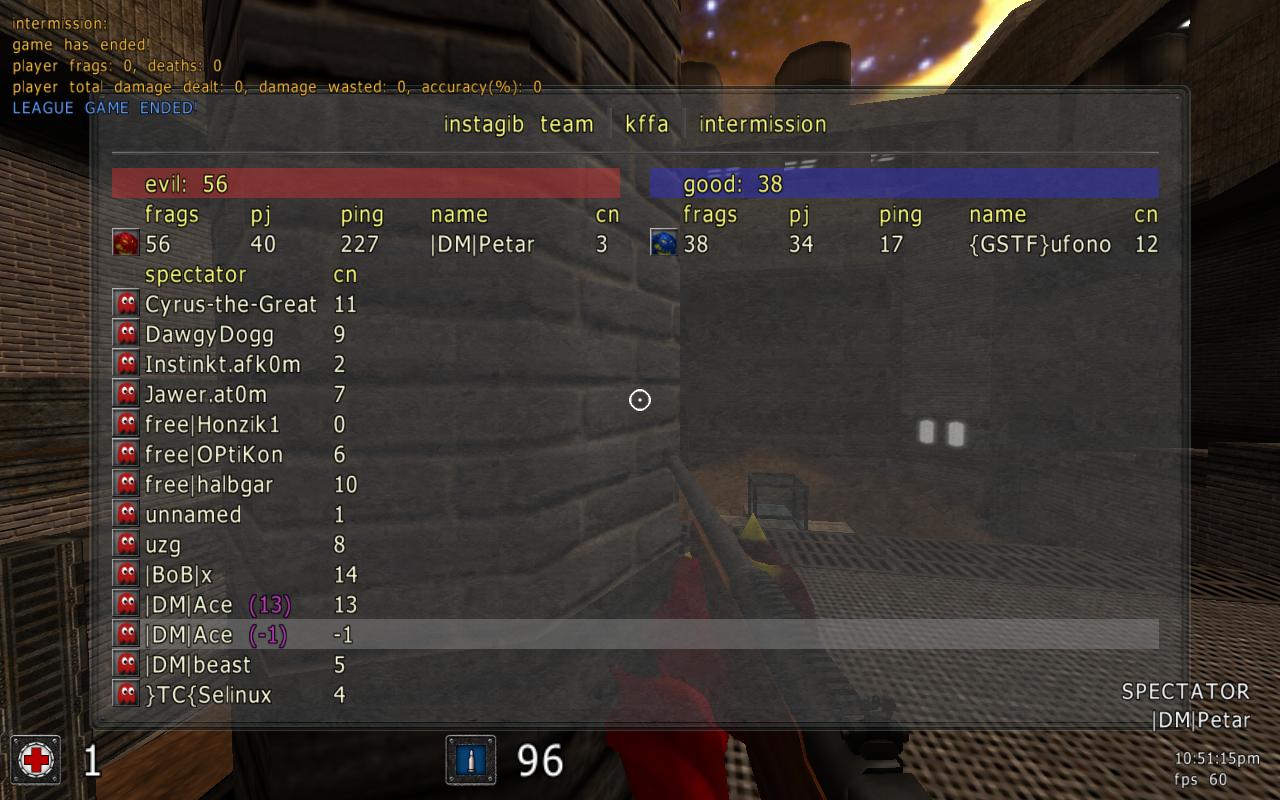 intermission:
game has ended!
player frags: 0, deaths: 0
player total damage dealt: 0, damage wasted: 0, accuracy(%): 0
LEAGUE GAME ENDED!
instagib team kffa intermission
evil: 56 good: 38
frags pj ping name cn frags pj ping name cn
56 40 227 |DM|Petar 3 38 34 17 {GSTF}ufono 12
spectator cn
Cyrus-the-Great 11
DawgyDogg 9
Instinkt.afk0m 2
Jawer.at0m 7
free|Honzik1 0
free|OPtiKon 6
free|halbgar 10
unnamed 1
uzg 8
|BoB|x 14
|DM|Ace (13) 13
|DM|Ace (-1) -1
|DM|beast 5
}TC{Selinux 4
SPECTATOR
|DM|Petar
1 96
10:51:15pm
fps 60